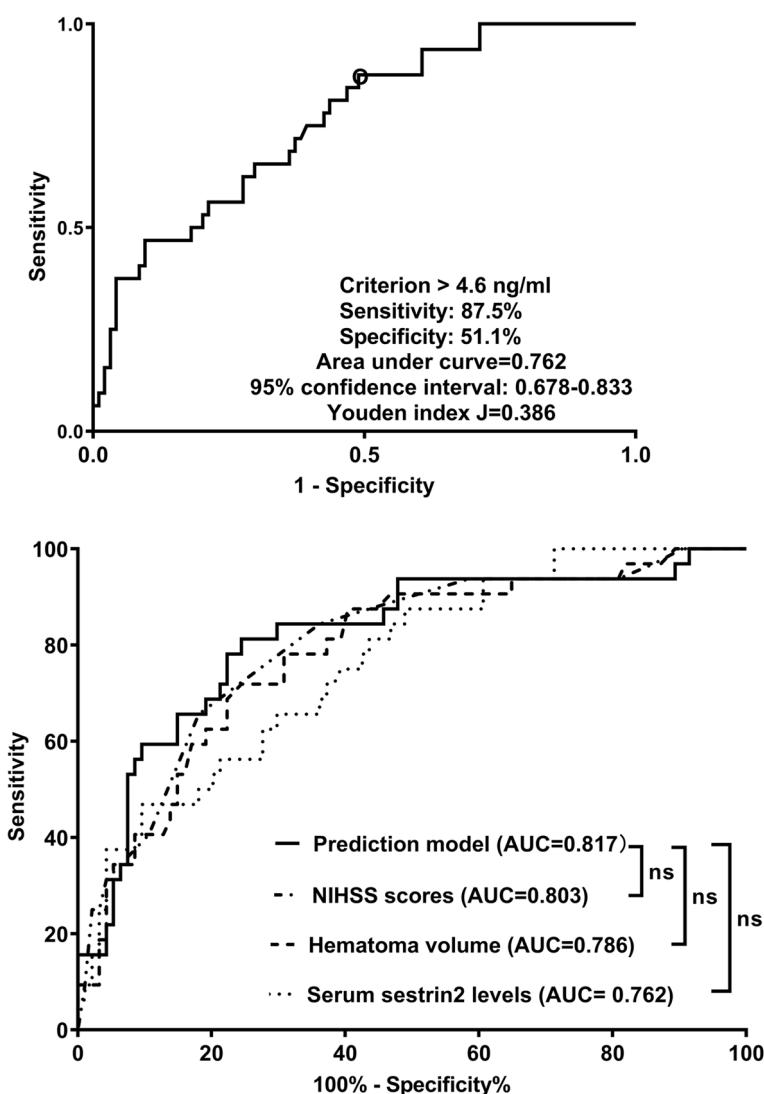 1.0
Sensitivity
0.5
Criterion > 4.6 ng/ml
Sensitivity: 87.5%
Specificity: 51.1%
Area under curve=0.762
95% confidence interval: 0.678-0.833
Youden index J=0.386
0.0
0.0 0.5 1.0
1 - Specificity
100
80
60
Sensitivity
40
Prediction model (AUC=0.817）
ns
NIHSS scores (AUC=0.803)
ns
ns
20
Hematoma volume (AUC=0.786)
Serum sestrin2 levels (AUC= 0.762)
0
0 20 40 60 80 100
100% - Specificity%